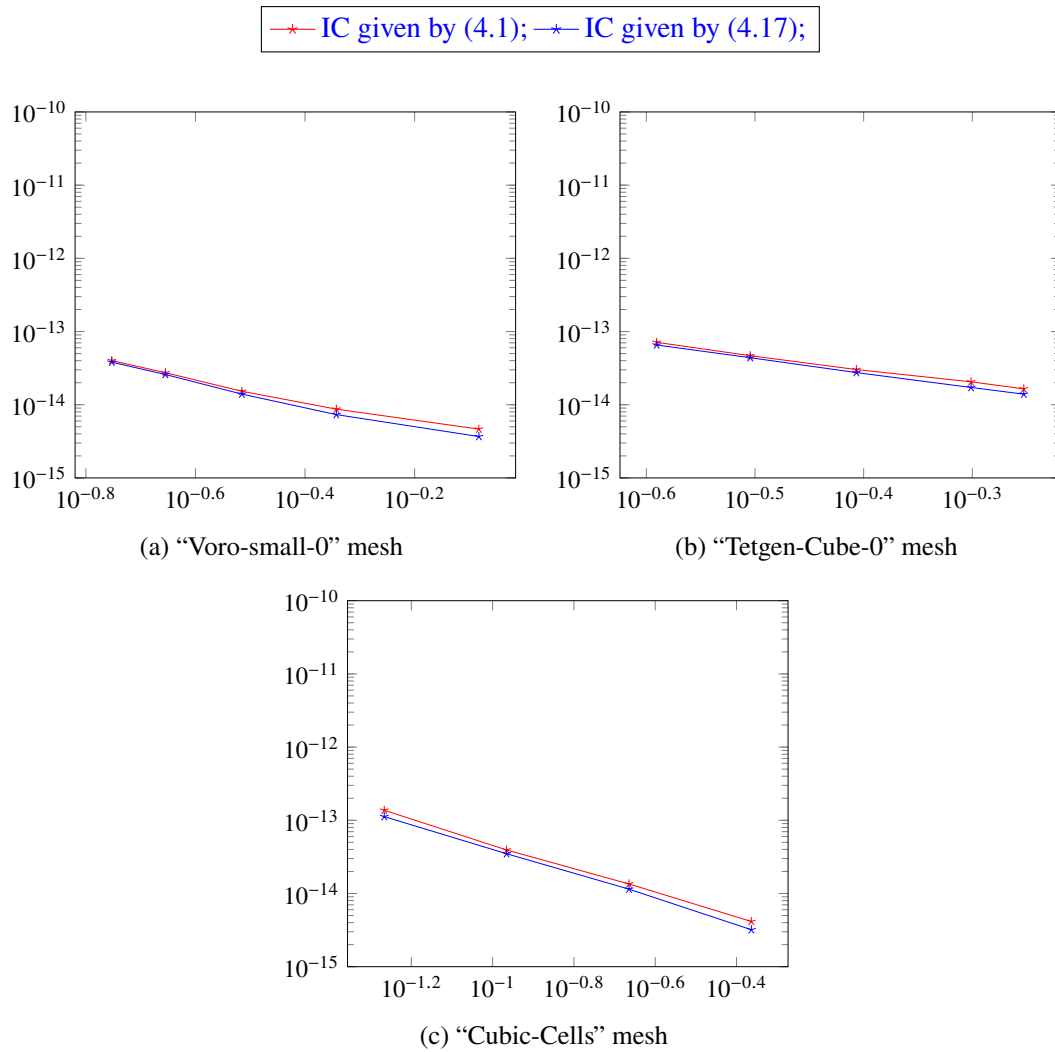 IC given by (4.1); IC given by (4.17);
10^−10
10^−11
10^−12
10^−13
10^−14
10^−15
10^−0.8 10^−0.6 10^−0.4 10^−0.2
(a) “Voro-small-0” mesh
10^−10
10^−11
10^−12
10^−13
10^−14
10^−15
10^−0.6 10^−0.5 10^−0.4 10^−0.3
(b) “Tetgen-Cube-0” mesh
10^−10
10^−11
10^−12
10^−13
10^−14
10^−15
10^−1.2 10^−1 10^−0.8 10^−0.6 10^−0.4
(c) “Cubic-Cells” mesh